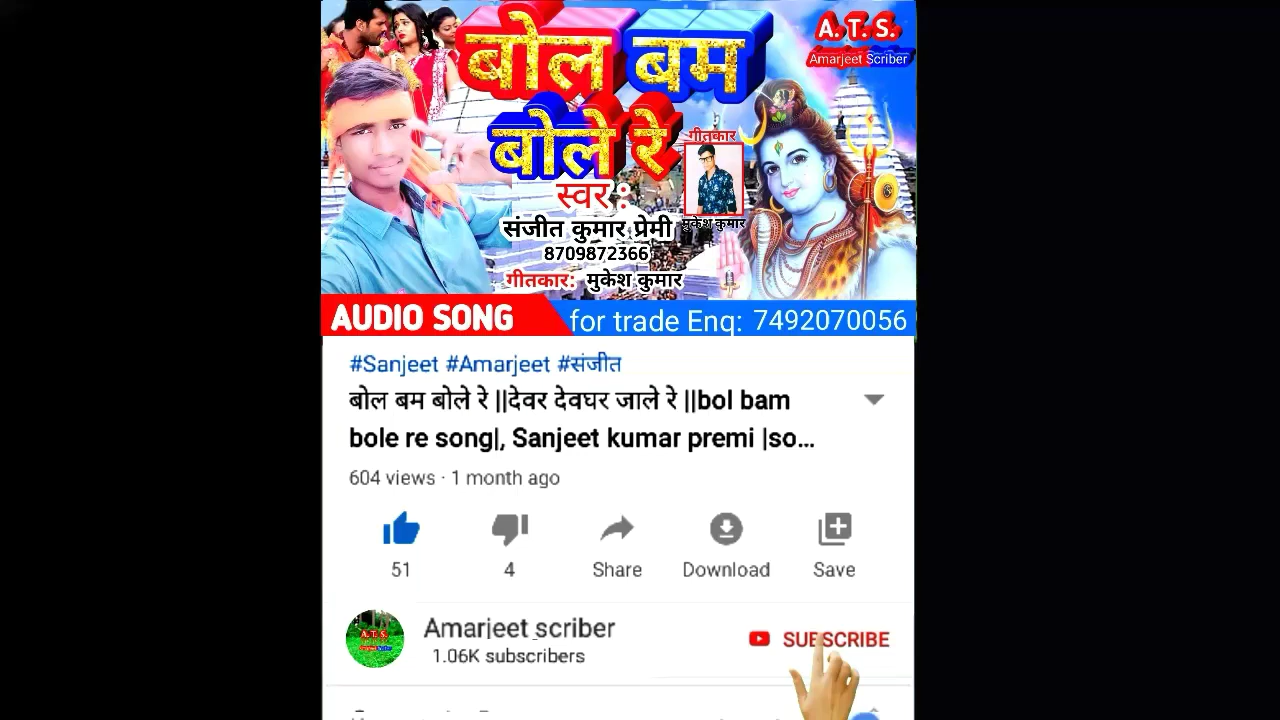 बोल बम
बोले रे
A. T. S.
Amarjeet Scriber
गीतकार
मुकेश कुमार
स्वर :
संजीत कुमार प्रेमी
8709872366
गीतकार: मुकेश कुमार
AUDIO SONG
for trade Enq: 7492070056
#Sanjeet #Amarjeet #संजीत
बोल बम बोले रे ||देवर देवघर जाले रे ||bol bam
bole re song|, Sanjeet kumar premi |so...
604 views · 1 month ago
51
4
Share
Download
Save
A. T. S.
Amarjeet scriber
1.06K subscribers
SUBSCRIBE